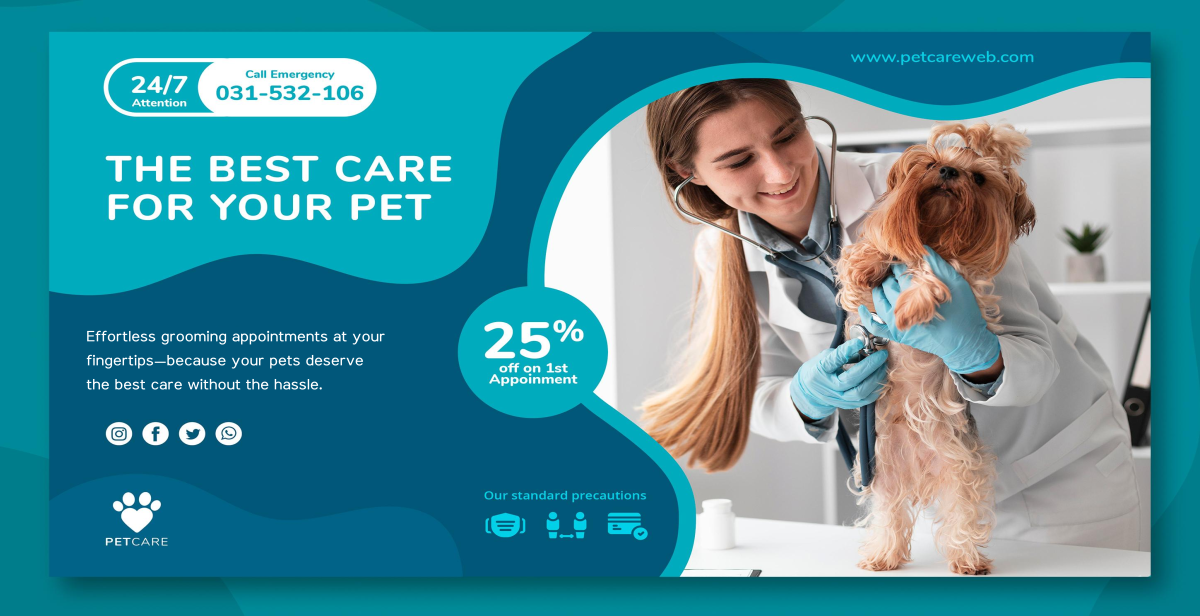 24/7
Attention
Call Emergency
031-532-106
www.petcareweb.com
THE BEST CARE
FOR YOUR PET
Effortless grooming appointments at your
fingertips—because your pets deserve
the best care without the hassle.
25%
off on 1st
Appoinment
Our standard precautions
PETCARE